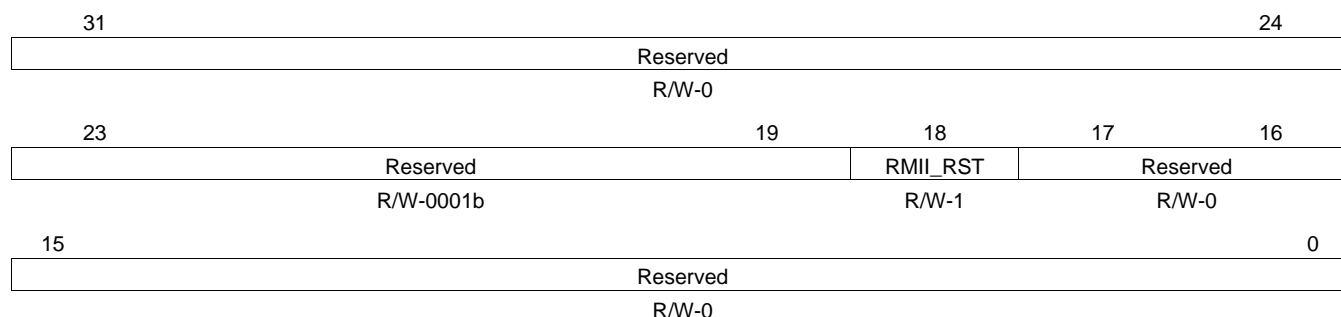 31 24
Reserved
R/W-0
23 19 18 17 16
Reserved RMII_RST Reserved
R/W-0001b R/W-1 R/W-0
15 0
Reserved
R/W-0